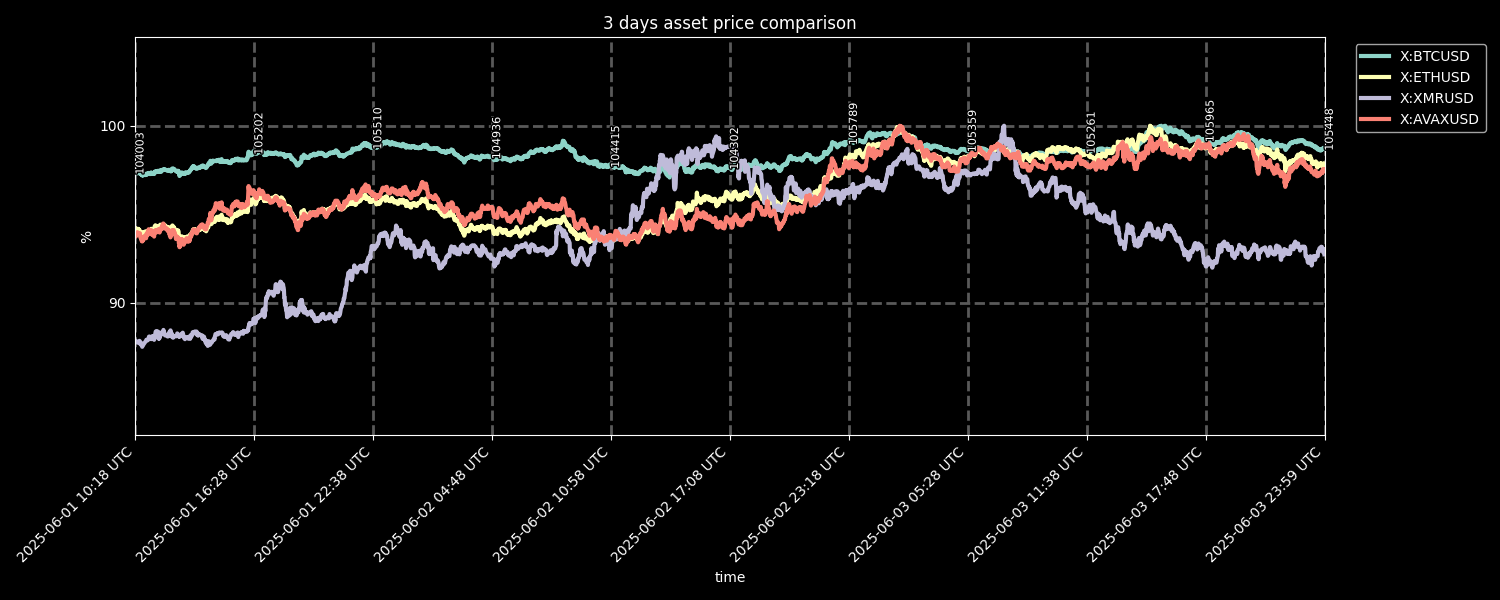 3 days asset price comparison
X:BTCUSD
X:ETHUSD
X:XMRUSD
X:AVAXUSD
100
90
%
104003
105202
105510
104936
104415
104302
105789
105399
105261
105965
105448
2025-06-01 10:18 UTC
2025-06-01 16:28 UTC
2025-06-01 22:38 UTC
2025-06-02 04:48 UTC
2025-06-02 10:58 UTC
2025-06-02 17:08 UTC
2025-06-02 23:18 UTC
2025-06-03 05:28 UTC
2025-06-03 11:38 UTC
2025-06-03 17:48 UTC
2025-06-03 23:59 UTC
time